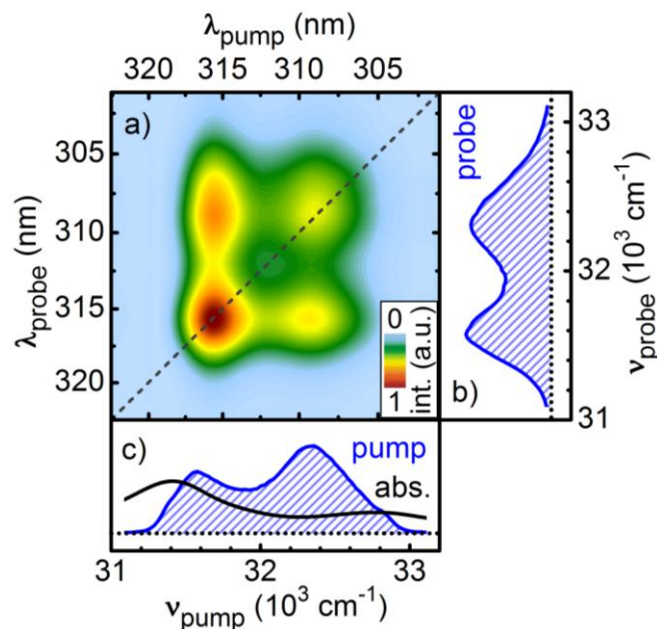 λpump (nm)
320 315 310 305
a)
305
310
315
320
λprobe (nm)
0
int. (a.u.)
1
probe
b)
33
32
31
νprobe (10³ cm⁻¹)
c)
pump
abs.
31 32 33
νpump (10³ cm⁻¹)